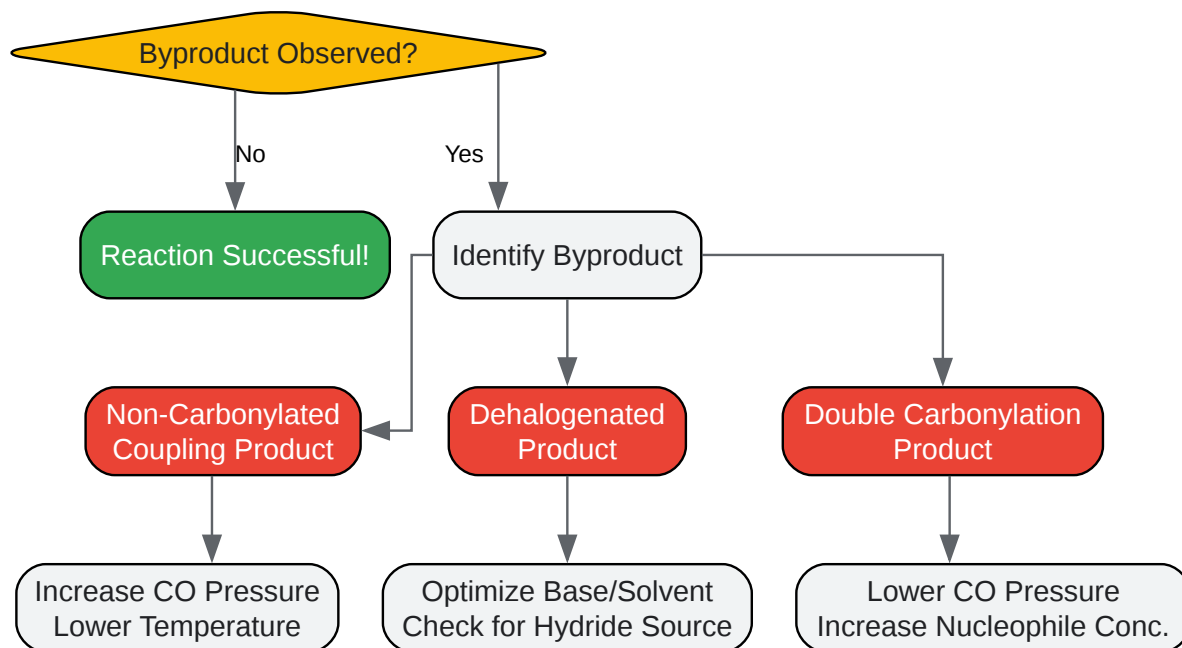 Byproduct Observed?
No
Yes
Reaction Successful!
Identify Byproduct
Non-Carbonylated
Coupling Product
Dehalogenated
Product
Double Carbonylation
Product
Increase CO Pressure
Lower Temperature
Optimize Base/Solvent
Check for Hydride Source
Lower CO Pressure
Increase Nucleophile Conc.